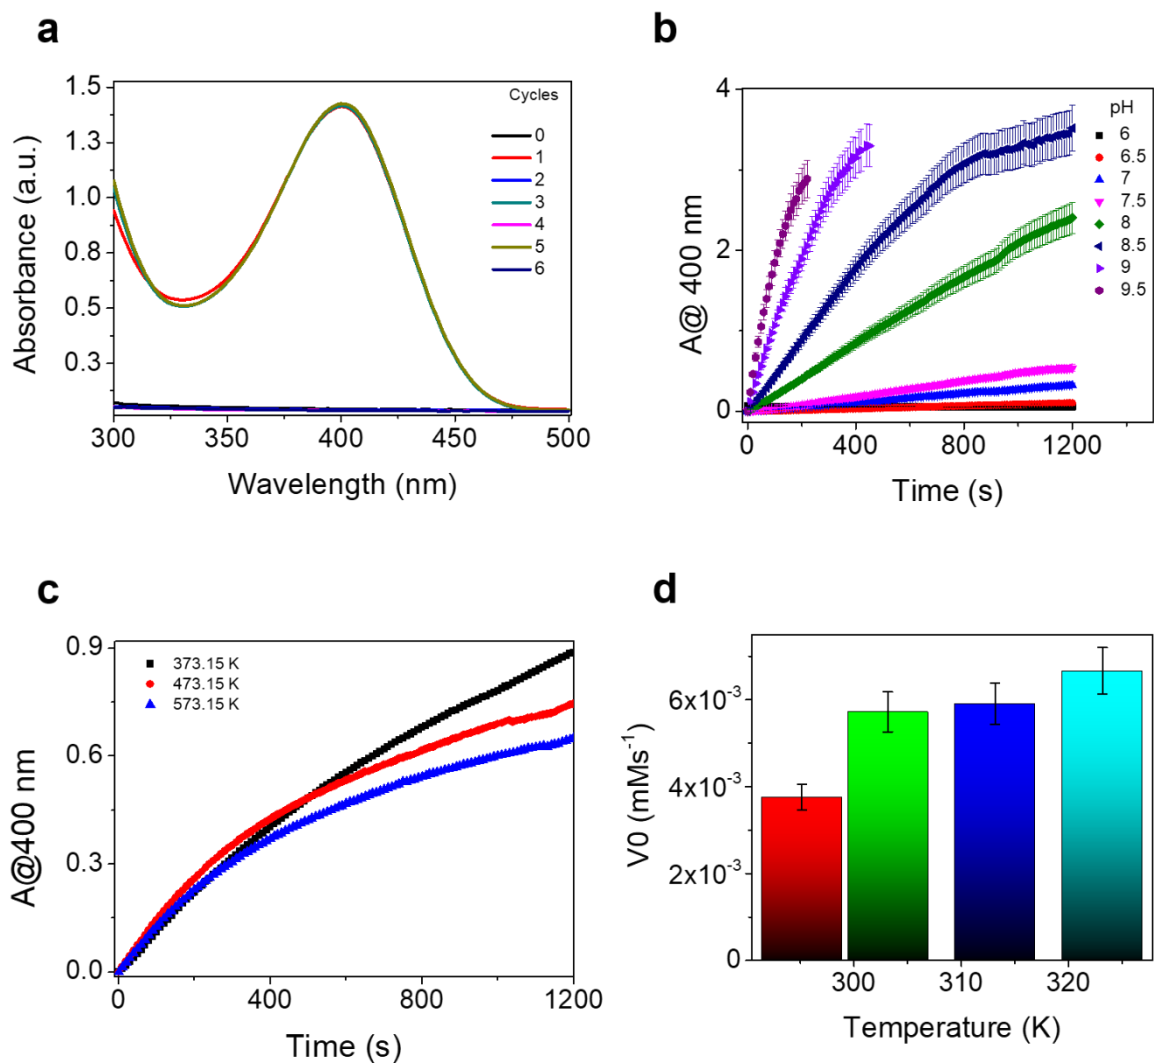 a
Absorbance (a.u.)
1.5
1.3
1.0
0.8
0.5
0.3
300
350
400
450
500
Wavelength (nm)
Cycles
0
1
2
3
4
5
6
b
A@ 400 nm
4
2
0
0
400
800
1200
Time (s)
pH
6
6.5
7
7.5
8
8.5
9
9.5
c
A@400 nm
0.9
0.6
0.3
0.0
0
400
800
1200
Time (s)
373.15 K
473.15 K
573.15 K
d
V0 (mMs⁻¹)
6x10⁻³
4x10⁻³
2x10⁻³
0
300
310
320
Temperature (K)